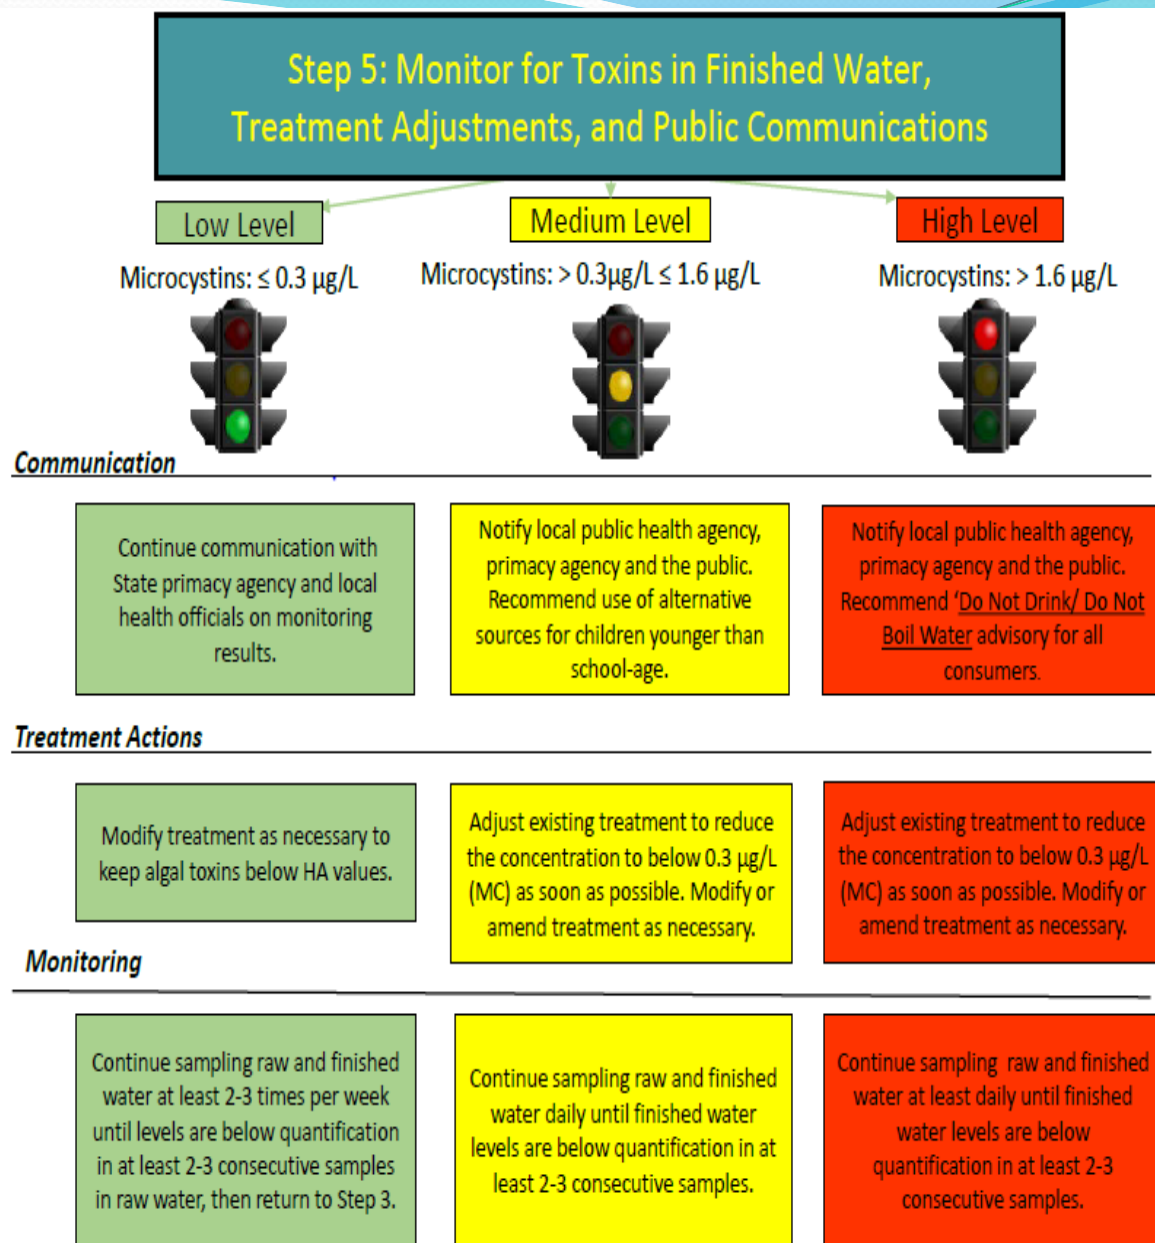 Step 5: Monitor for Toxins in Finished Water,
Treatment Adjustments, and Public Communications
Low Level
Medium Level
High Level
Microcystins: ≤ 0.3 µg/L
Microcystins: > 0.3µg/L ≤ 1.6 µg/L
Microcystins: > 1.6 µg/L
Communication
Continue communication with
State primacy agency and local
health officials on monitoring
results.
Notify local public health agency,
primacy agency and the public.
Recommend use of alternative
sources for children younger than
school-age.
Notify local public health agency,
primacy agency and the public.
Recommend ‘Do Not Drink/ Do Not
Boil Water advisory for all
consumers.
Treatment Actions
Modify treatment as necessary to
keep algal toxins below HA values.
Adjust existing treatment to reduce
the concentration to below 0.3 µg/L
(MC) as soon as possible. Modify or
amend treatment as necessary.
Adjust existing treatment to reduce
the concentration to below 0.3 µg/L
(MC) as soon as possible. Modify or
amend treatment as necessary.
Monitoring
Continue sampling raw and finished
water at least 2-3 times per week
until levels are below quantification
in at least 2-3 consecutive samples
in raw water, then return to Step 3.
Continue sampling raw and finished
water daily until finished water
levels are below quantification in at
least 2-3 consecutive samples.
Continue sampling raw and finished
water at least daily until finished
water levels are below
quantification in at least 2-3
consecutive samples.